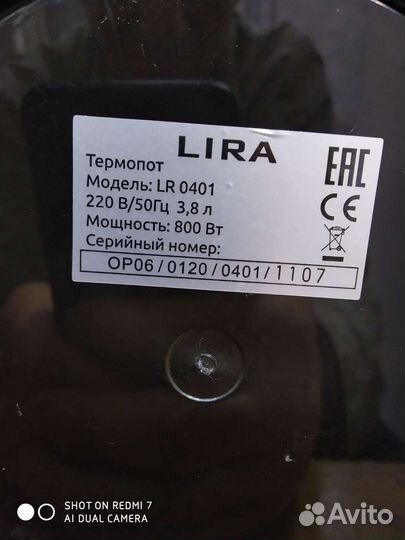 LIRA
Термопот
Модель: LR 0401
220 В/50Гц 3,8 л
Мощность: 800 Вт
Серийный номер:
OP06/0120/0401/1107
EAC
CE
SHOT ON REDMI 7
AI DUAL CAMERA
Avito